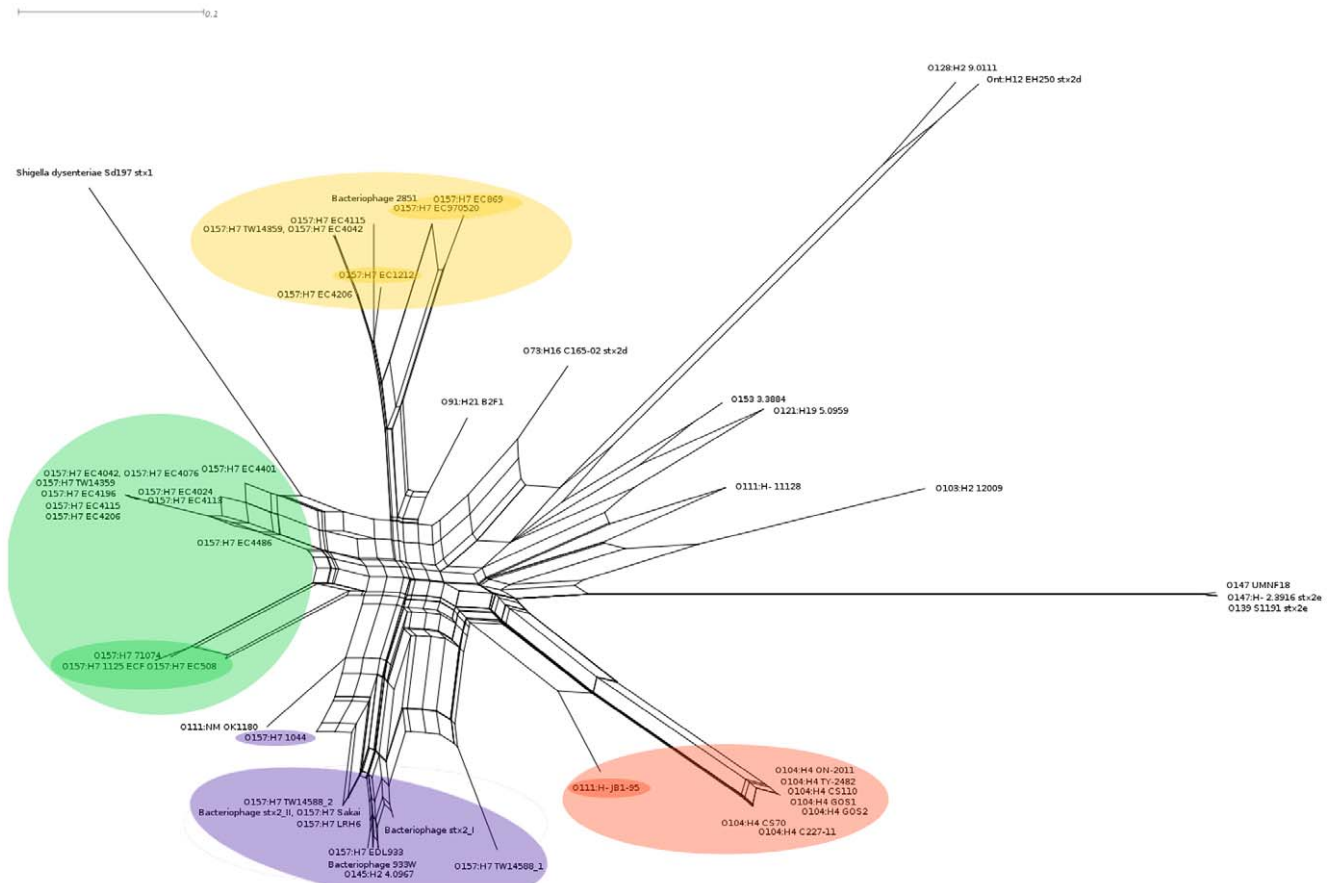 0.1
O128:H2 9.0111
Ont:H12 EH250 stx2d
Shigella dysenteriae Sd197 stx1
Bacteriophage 2851
O157:H7 EC869
O157:H7 EC970520
O157:H7 EC4115
O157:H7 TW14359, O157:H7 EC4042
O157:H7 EC1212
O157:H7 EC4206
O73:H16 C165-02 stx2d
O91:H21 B2F1
O153 3.3884
O121:H19 5.0959
O157:H7 EC4042, O157:H7 EC4076
O157:H7 EC4401
O157:H7 TW14359
O157:H7 EC4196
O157:H7 EC4024
O157:H7 EC4113
O157:H7 EC4115
O157:H7 EC4206
O157:H7 EC4486
O111:H- 11128
O103:H2 12009
O147 UMNF18
O147:H- 2.3916 stx2e
O139 S1191 stx2e
O157:H7 71074
O157:H7 1125 ECF O157:H7 EC508
O111:NM OK1180
O157:H7 1044
O111:H- JB1-95
O104:H4 ON-2011
O104:H4 TY-2482
O104:H4 CS110
O104:H4 GOS1
O104:H4 GOS2
O104:H4 CS70
O104:H4 C227-11
O157:H7 TW14588_2
Bacteriophage stx2_II, O157:H7 Sakai
O157:H7 LRH6
Bacteriophage stx2_I
O157:H7 EDL933
Bacteriophage 933W
O145:H2 4.0967
O157:H7 TW14588_1